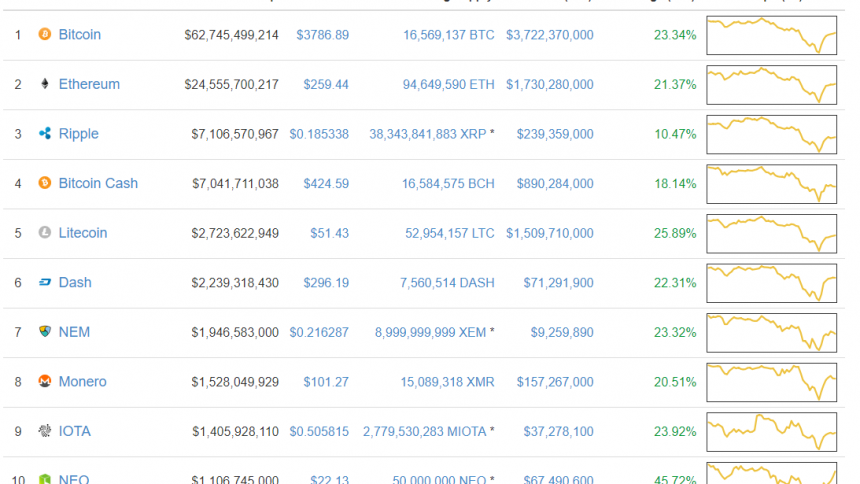 1 Bitcoin $62,745,499,214 $3786.89 16,569,137 BTC $3,722,370,000 23.34%
2 Ethereum $24,555,700,217 $259.44 94,649,590 ETH $1,730,280,000 21.37%
3 Ripple $7,106,570,967 $0.185338 38,343,841,883 XRP * $239,359,000 10.47%
4 Bitcoin Cash $7,041,711,038 $424.59 16,584,575 BCH $890,284,000 18.14%
5 Litecoin $2,723,622,949 $51.43 52,954,157 LTC $1,509,710,000 25.89%
6 Dash $2,239,318,430 $296.19 7,560,514 DASH $71,291,900 22.31%
7 NEM $1,946,583,000 $0.216287 8,999,999,999 XEM * $9,259,890 23.32%
8 Monero $1,528,049,929 $101.27 15,089,318 XMR $157,267,000 20.51%
9 IOTA $1,405,928,110 $0.505815 2,779,530,283 MIOTA * $37,278,100 23.92%
10 NEO $1,106,745,000 $22.13 50,000,000 NEO * $67,490,600 45.72%